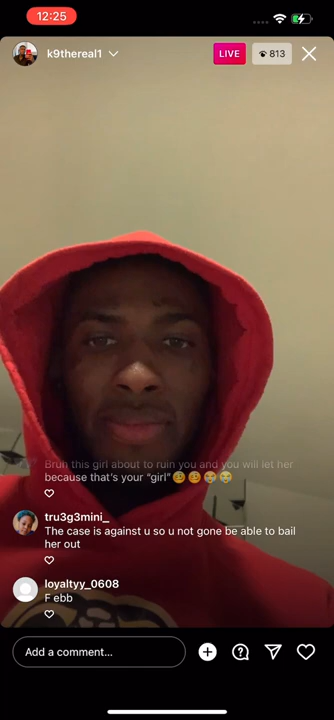 12:25
k9thereal1
LIVE
813
Bruh this girl about to ruin you and you will let her
because that's your "girl"🥴🥴😂😂
tru3g3mini_
The case is against u so u not gone be able to bail
her out
loyaltyy_0608
F ebb
Add a comment...